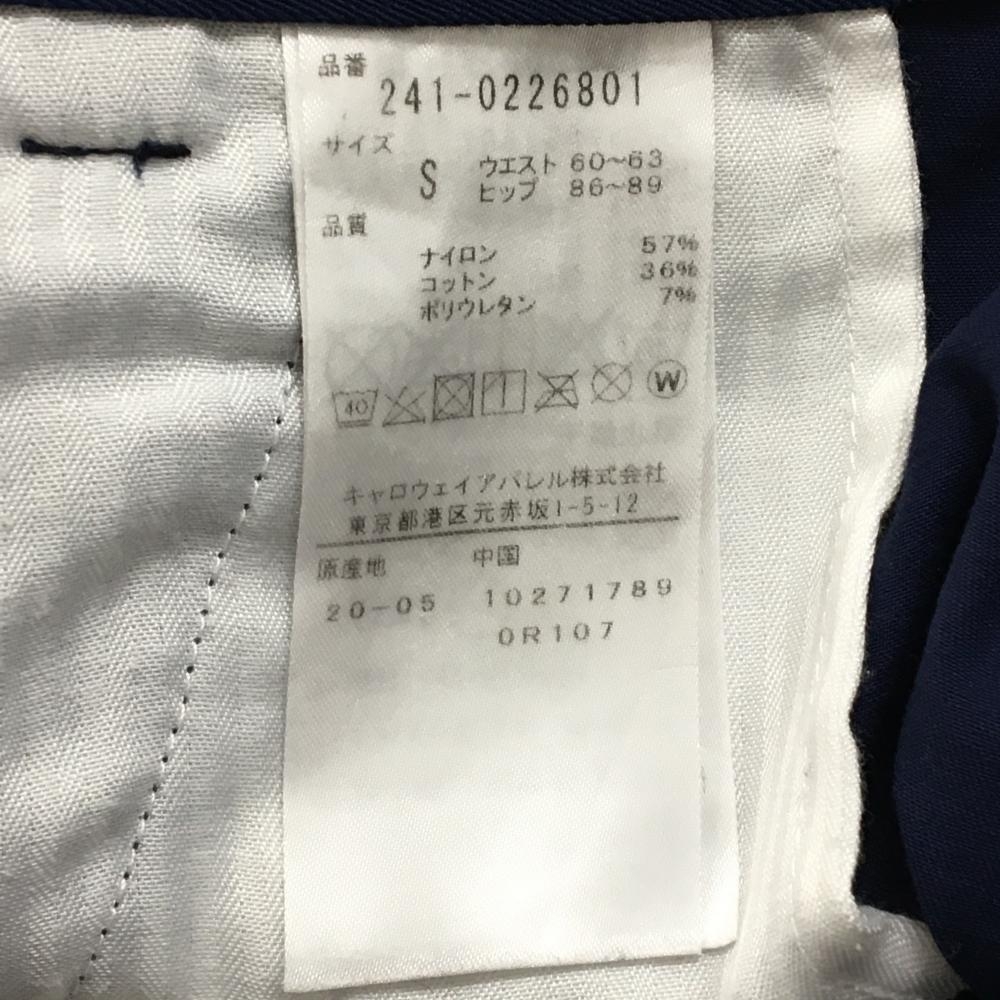 品番
241-0226801
サイズ
S ウエスト 60~63
ヒップ 86~89
品質
ナイロン 57%
コットン 36%
ポリウレタン 7%
40 W
キャロウェイアパレル株式会社
東京都港区元赤坂1-5-12
原産地 中国
20-05 10271789
0R107